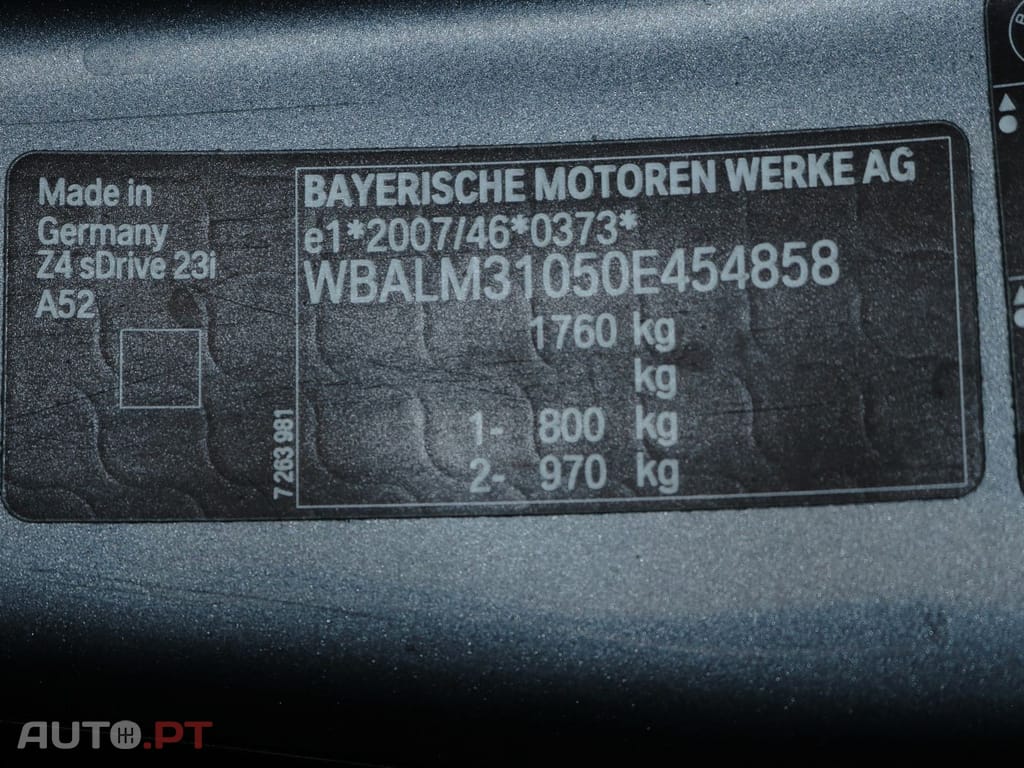 Made in
Germany
Z4 sDrive 23i
A52
7 263 981
BAYERISCHE MOTOREN WERKE AG
e1*2007/46*0373*
WBALM31050E454858
1760 kg
kg
1- 800 kg
2- 970 kg
AUTO.PT